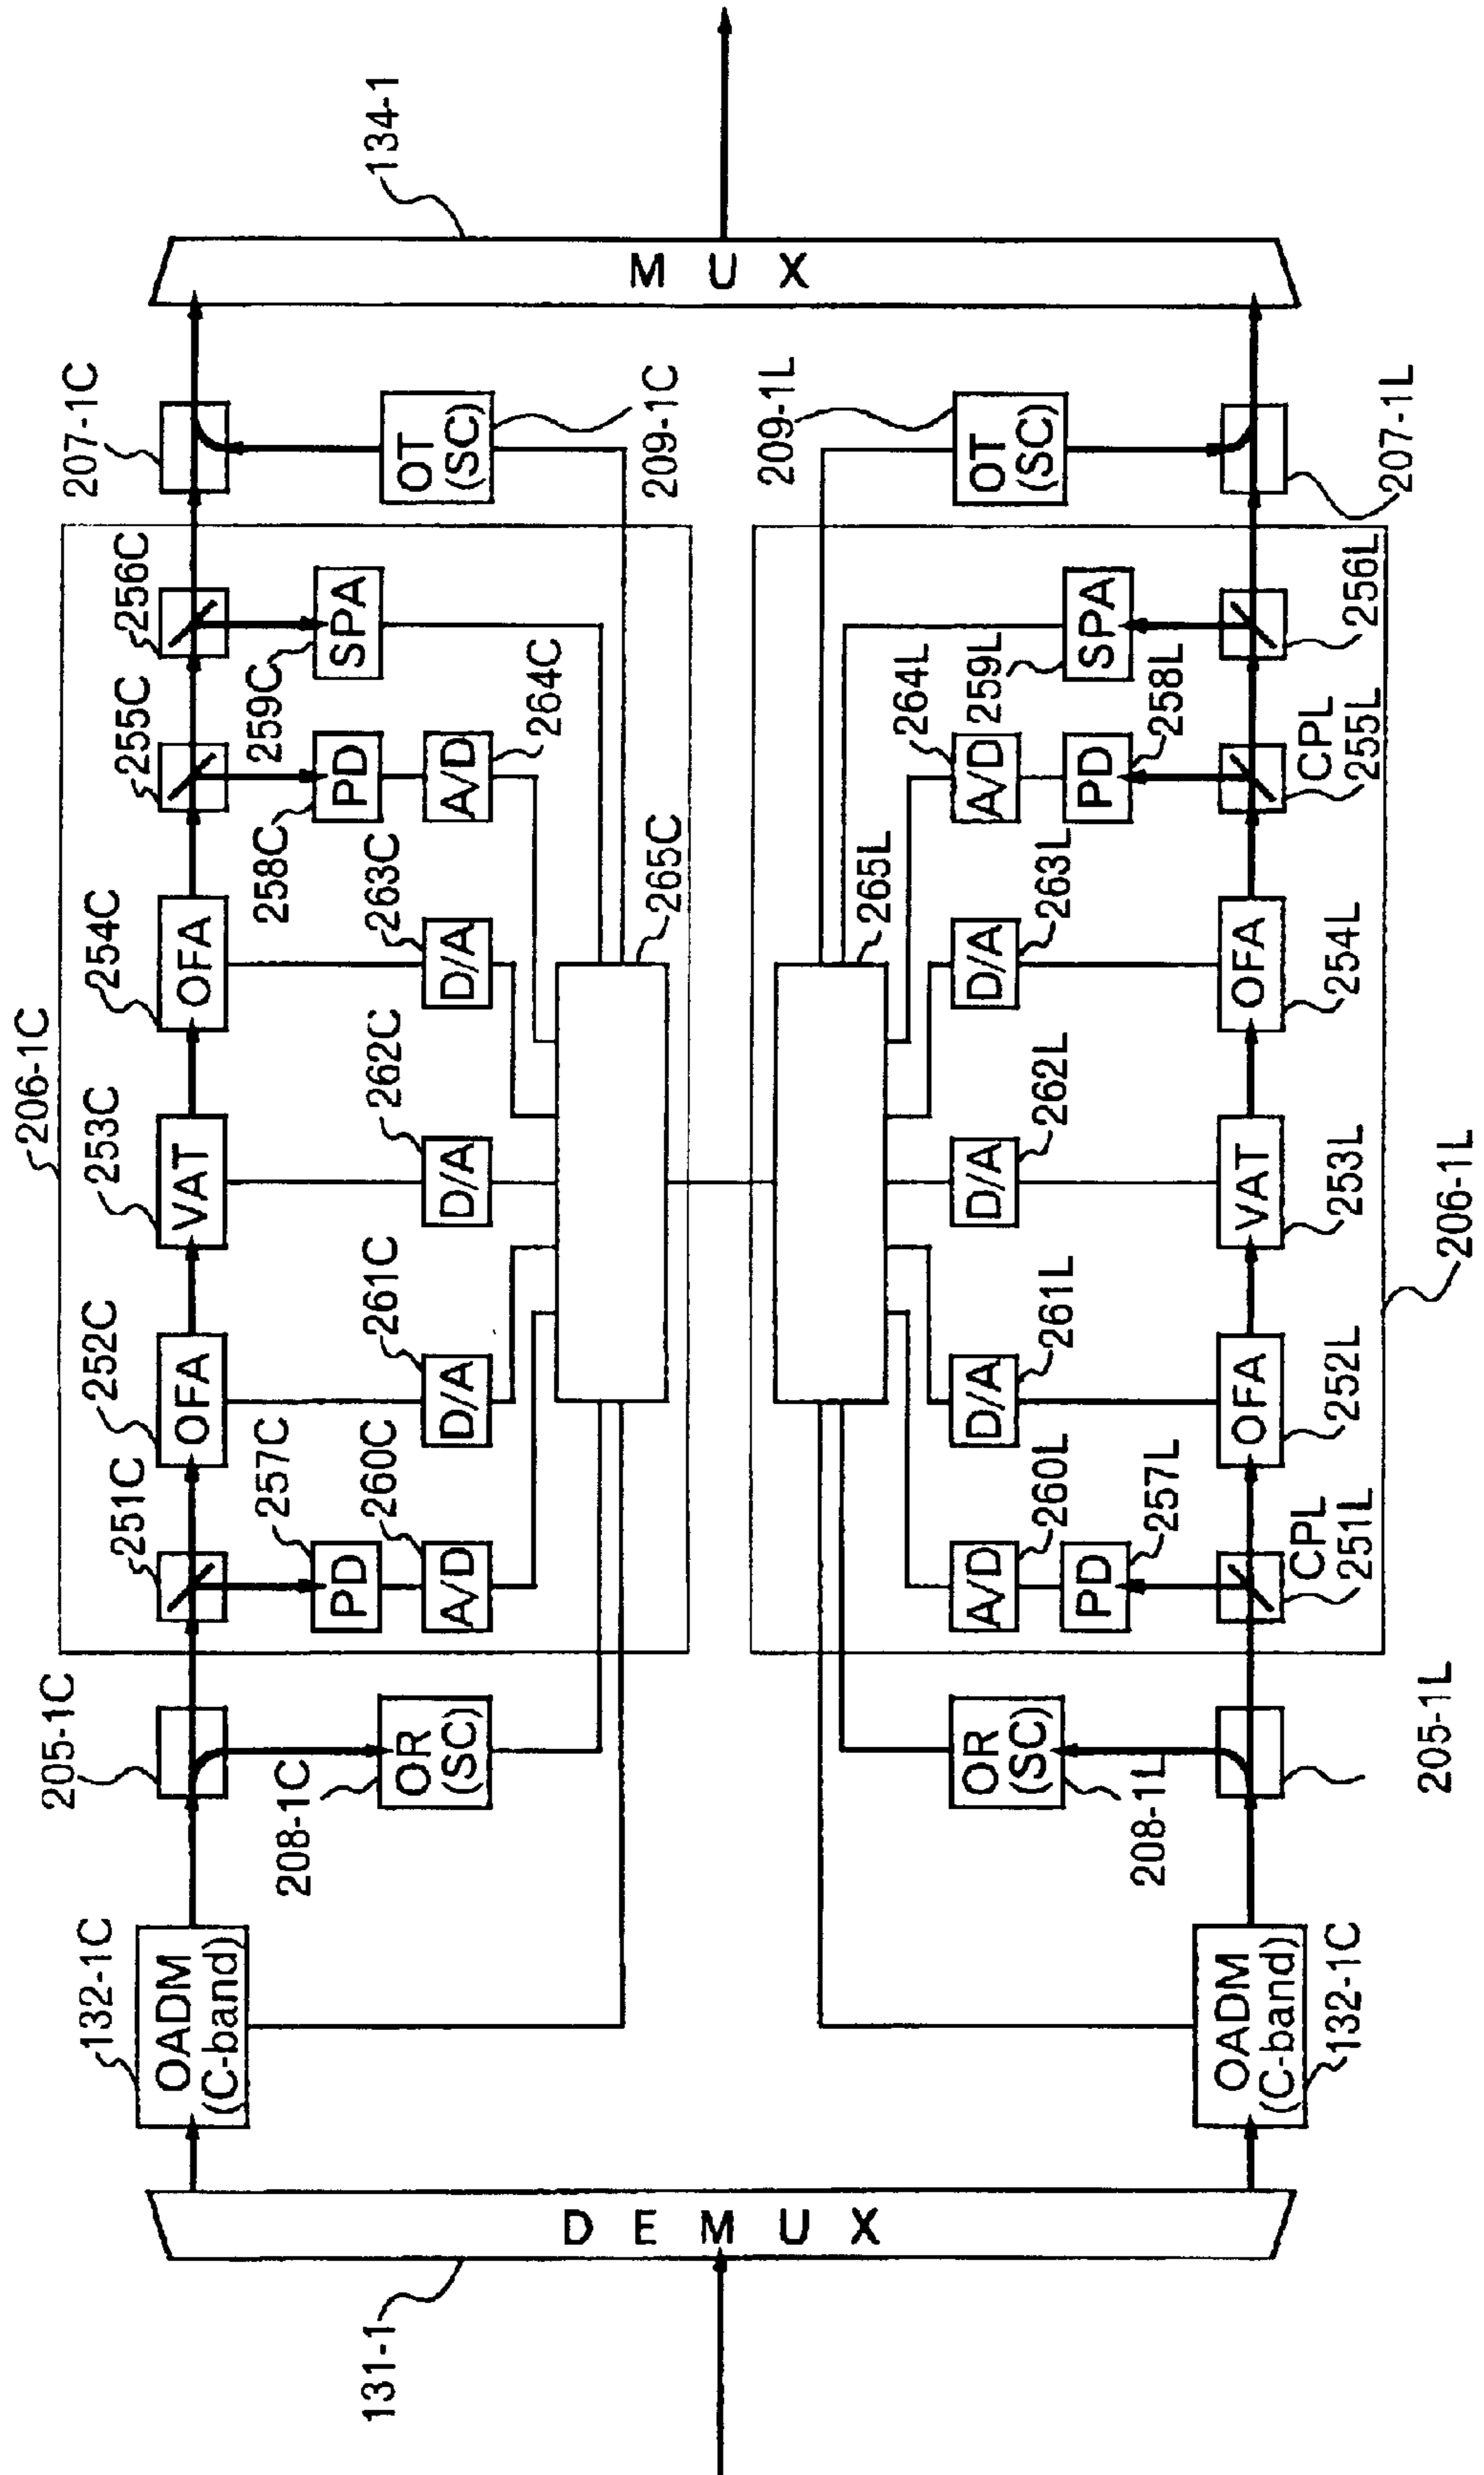 206-1C
251C
252C
253C
254C
255C
256C
207-1C
134-1
205-1C
132-1C
OADM
(C-band)
OFA
VAT
OFA
257C
PD
261C
262C
263C
258C
PD
259C
SPA
208-1C
OR
(SC)
260C
A/D
D/A
D/A
D/A
A/D
264C
OT
(SC)
209-1C
265C
131-1
D E M U X
M U X
265L
208-1L
OR
(SC)
A/D
260L
D/A
261L
D/A
262L
D/A
263L
264L
A/D
259L
SPA
209-1L
OT
(SC)
PD
257L
PD
258L
132-1C
OADM
(C-band)
205-1L
CPL
251L
OFA
252L
VAT
253L
OFA
254L
CPL
255L
256L
207-1L
206-1L